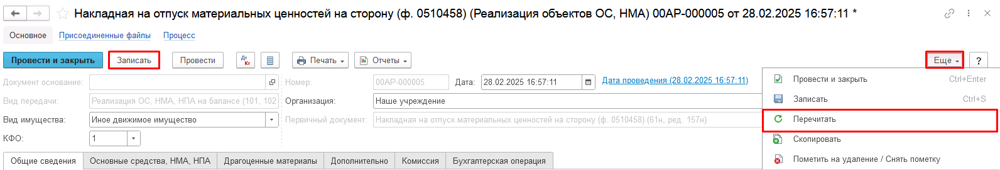 Накладная на отпуск материальных ценностей на сторону (ф. 0510458) (Реализация объектов ОС, НМА) 00АР-000005 от 28.02.2025 16:57:11 *
Основное Присоединенные файлы Процесс
Провести и закрыть Записать Провести Дт Кт Печать Отчеты Еще ?
Документ основание: Номер: 00АР-000005 Дата: 28.02.2025 16:57:11 Дата проведения (28.02.2025 16:57:11)
Вид передачи: Реализация ОС, НМА, НПА на балансе (101, 102 Организация: Наше учреждение
Вид имущества: Иное движимое имущество Первичный документ: Накладная на отпуск материальных ценностей на сторону (ф. 0510458) (61н, ред. 157н)
КФО: 1
Общие сведения Основные средства, НМА, НПА Драгоценные материалы Дополнительно Комиссия Бухгалтерская операция
Провести и закрыть Ctrl+Enter
Записать Ctrl+S
Перечитать
Скопировать
Пометить на удаление / Снять пометку